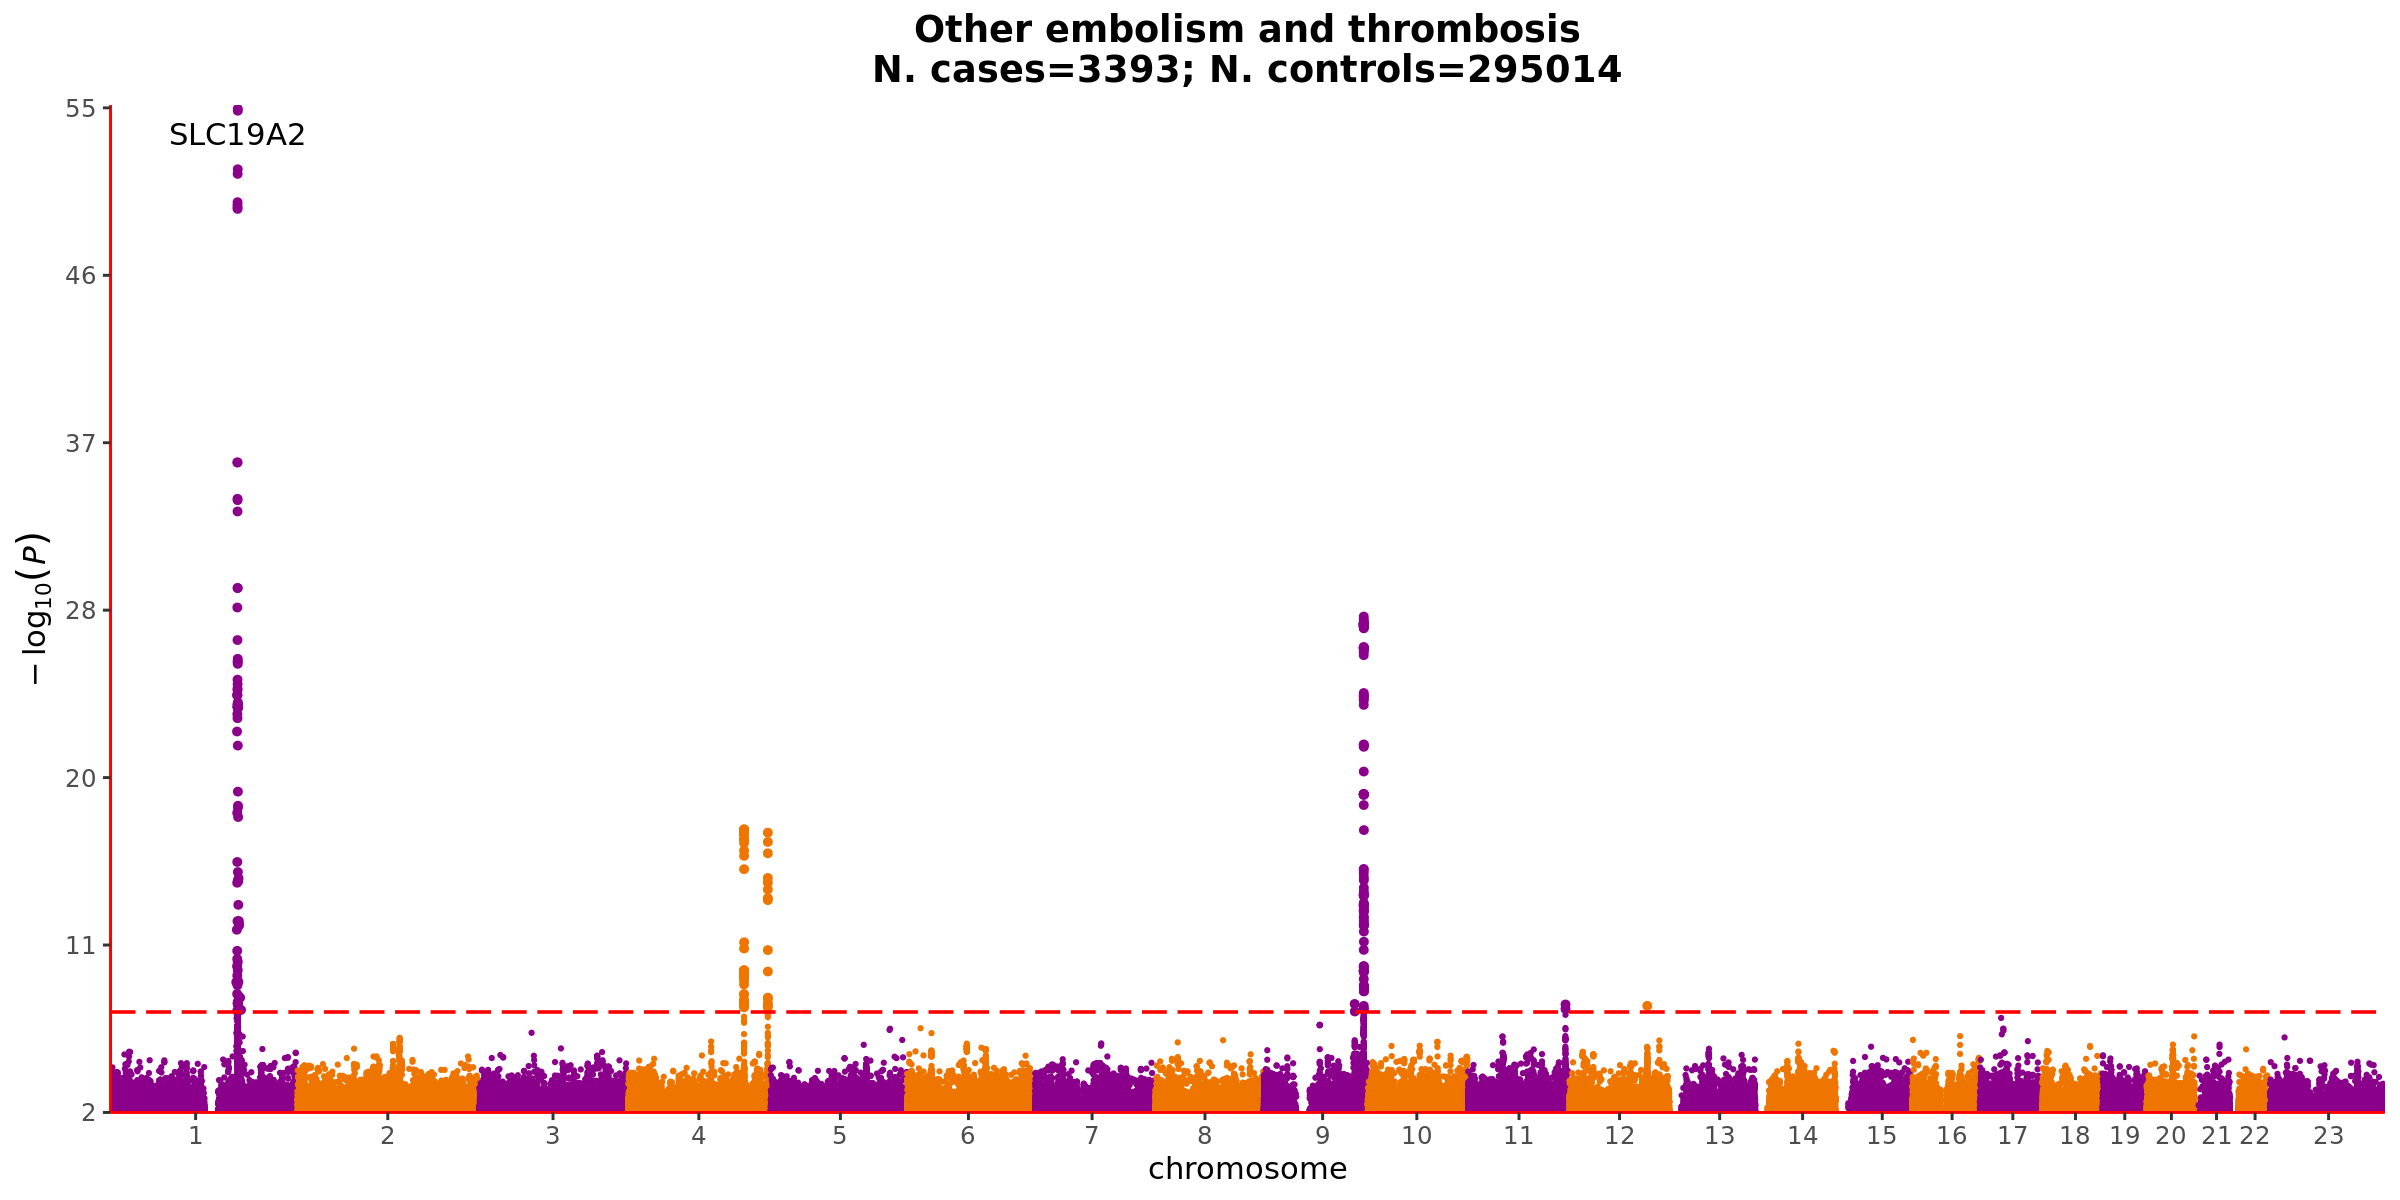 Other embolism and thrombosis
N. cases=3393; N. controls=295014
SLC19A2
55
46
37
28
20
11
2
−log10(P)
1 2 3 4 5 6 7 8 9 10 11 12 13 14 15 16 17 18 19 20 21 22 23
chromosome